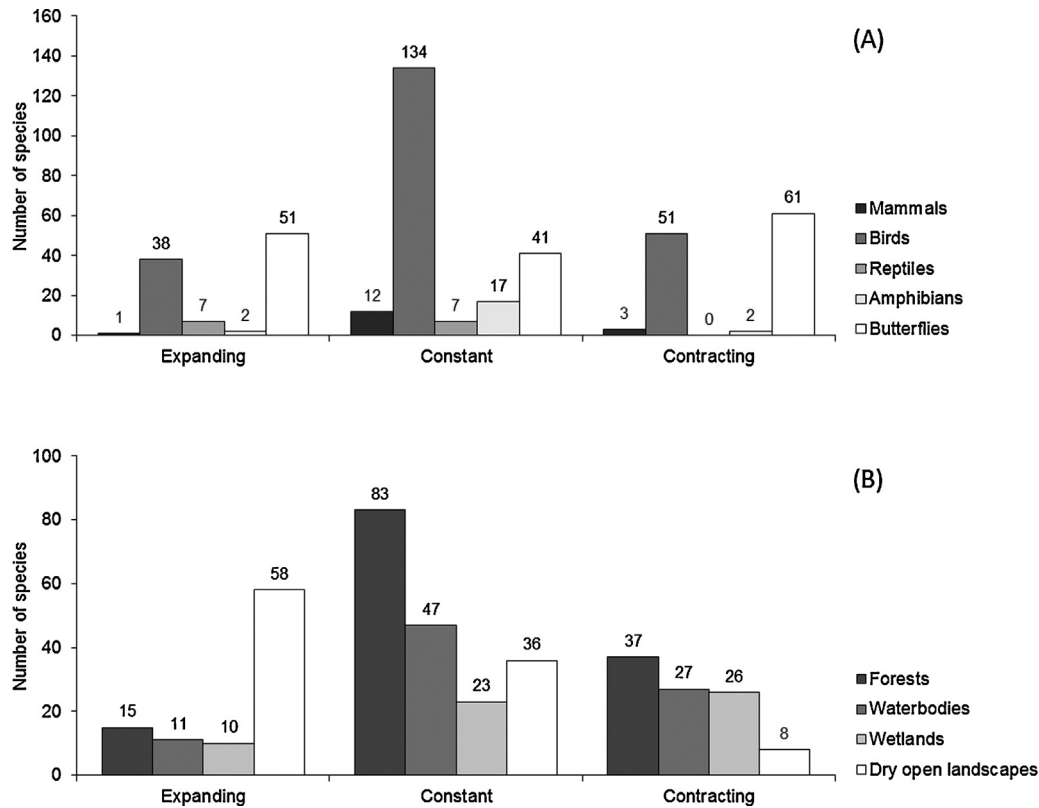 (A)
Number of species
160
140
120
100
80
60
40
20
0
1
38
7
2
51
12
134
7
17
41
3
51
0
2
61
Expanding
Constant
Contracting
Mammals
Birds
Reptiles
Amphibians
Butterflies
(B)
Number of species
100
80
60
40
20
0
15
11
10
58
83
47
23
36
37
27
26
8
Expanding
Constant
Contracting
Forests
Waterbodies
Wetlands
Dry open landscapes